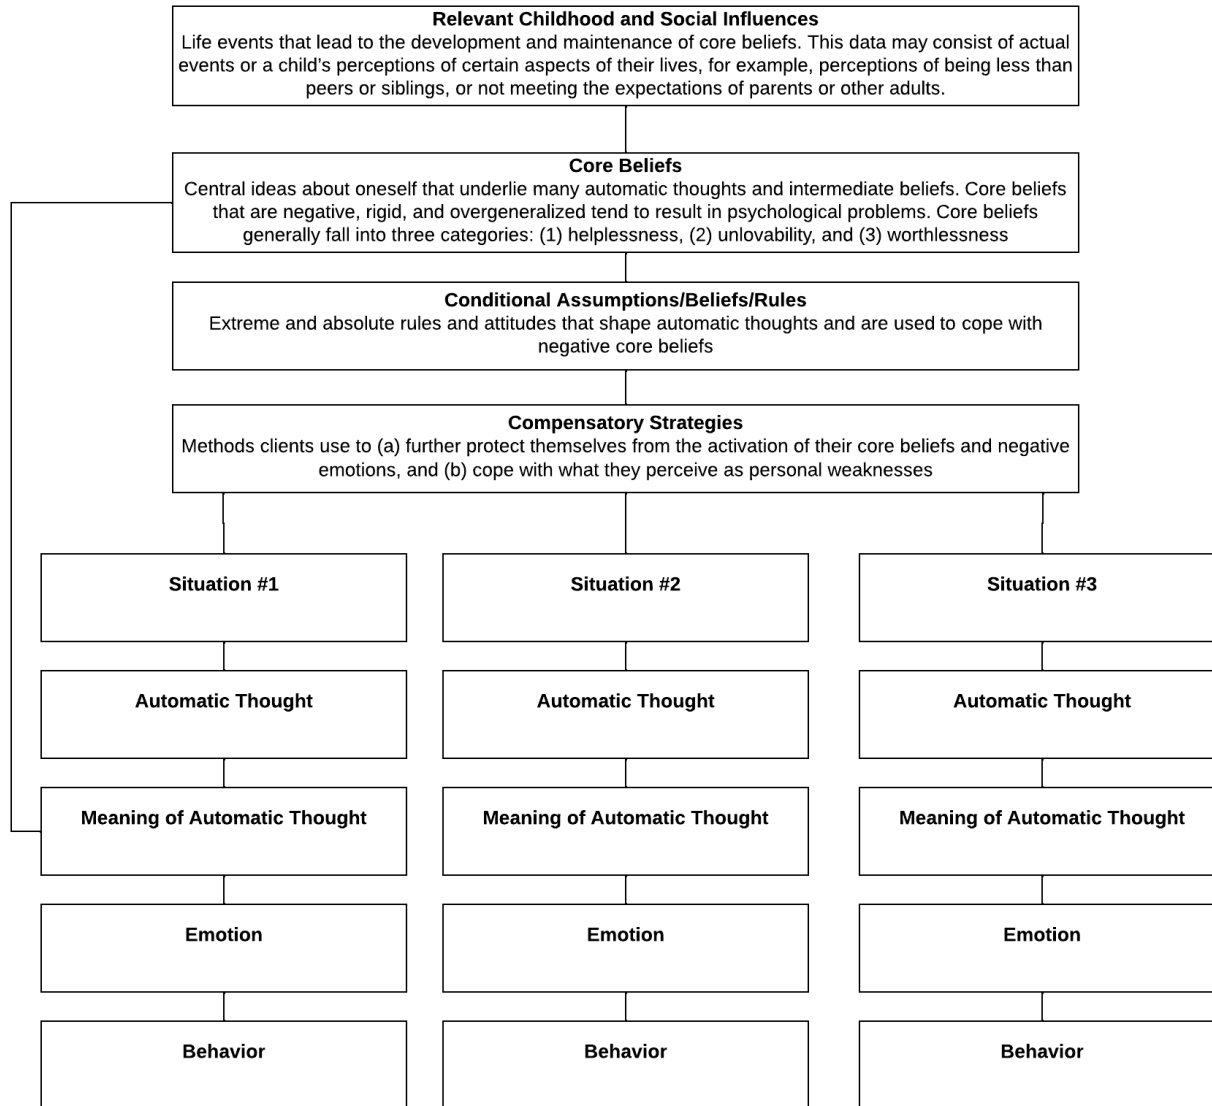 Relevant Childhood and Social Influences
Life events that lead to the development and maintenance of core beliefs. This data may consist of actual
events or a child's perceptions of certain aspects of their lives, for example, perceptions of being less than
peers or siblings, or not meeting the expectations of parents or other adults.
Core Beliefs
Central ideas about oneself that underlie many automatic thoughts and intermediate beliefs. Core beliefs
that are negative, rigid, and overgeneralized tend to result in psychological problems. Core beliefs
generally fall into three categories: (1) helplessness, (2) unlovability, and (3) worthlessness
Conditional Assumptions/Beliefs/Rules
Extreme and absolute rules and attitudes that shape automatic thoughts and are used to cope with
negative core beliefs
Compensatory Strategies
Methods clients use to (a) further protect themselves from the activation of their core beliefs and negative
emotions, and (b) cope with what they perceive as personal weaknesses
Situation #1
Situation #2
Situation #3
Automatic Thought
Automatic Thought
Automatic Thought
Meaning of Automatic Thought
Meaning of Automatic Thought
Meaning of Automatic Thought
Emotion
Emotion
Emotion
Behavior
Behavior
Behavior